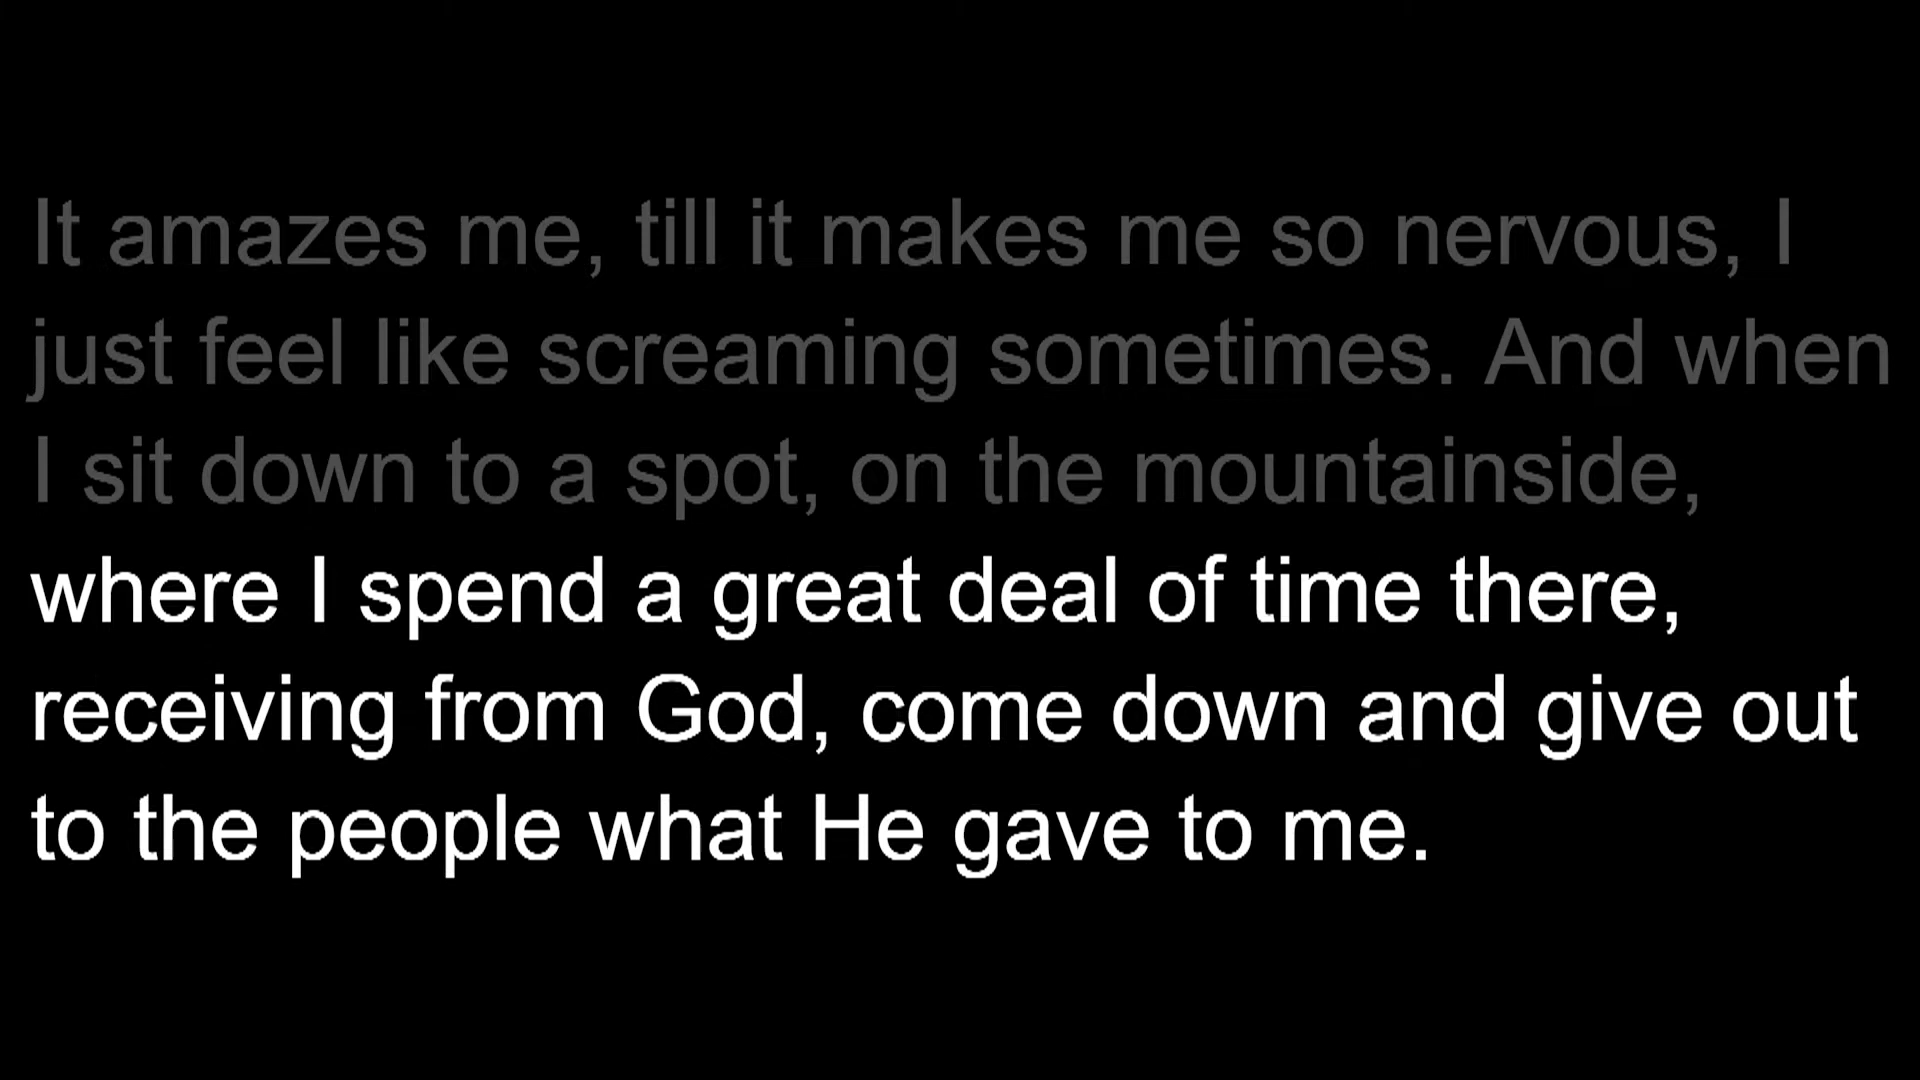 It amazes me, till it makes me so nervous, I
just feel like screaming sometimes. And when
I sit down to a spot, on the mountainside,
where I spend a great deal of time there,
receiving from God, come down and give out
to the people what He gave to me.